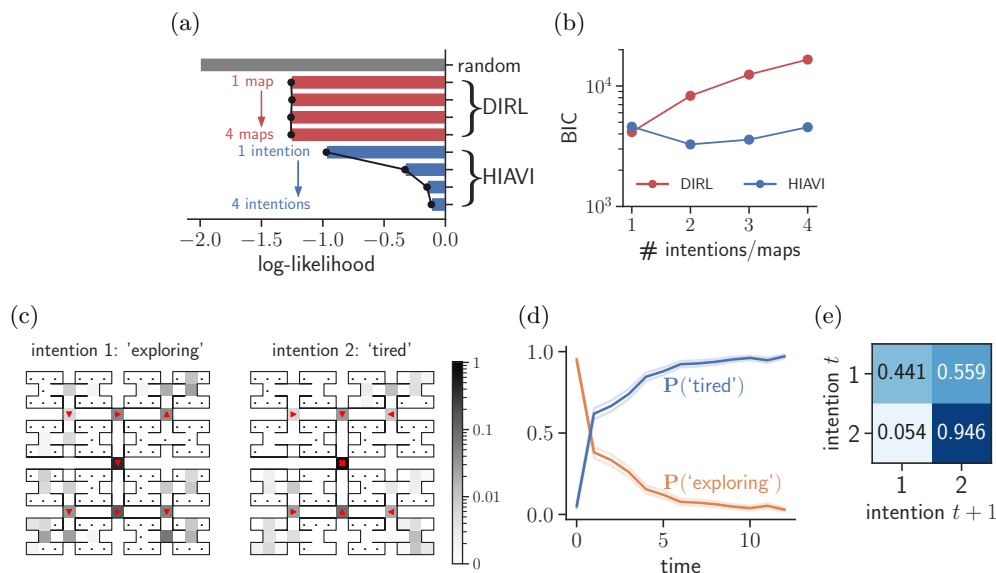 (a)
random
1 map
4 maps
DIRL
1 intention
4 intentions
HIAVI
−2.0 −1.5 −1.0 −0.5 0.0
log-likelihood
(b)
10⁴
10³
BIC
DIRL HIAVI
1 2 3 4
# intentions/maps
(c)
intention 1: 'exploring'
intention 2: 'tired'
1
0.1
0.01
0
(d)
1.0
0.5
0.0
P('tired')
P('exploring')
0 5 10
time
(e)
intention t
1 0.441 0.559
2 0.054 0.946
1 2
intention t + 1